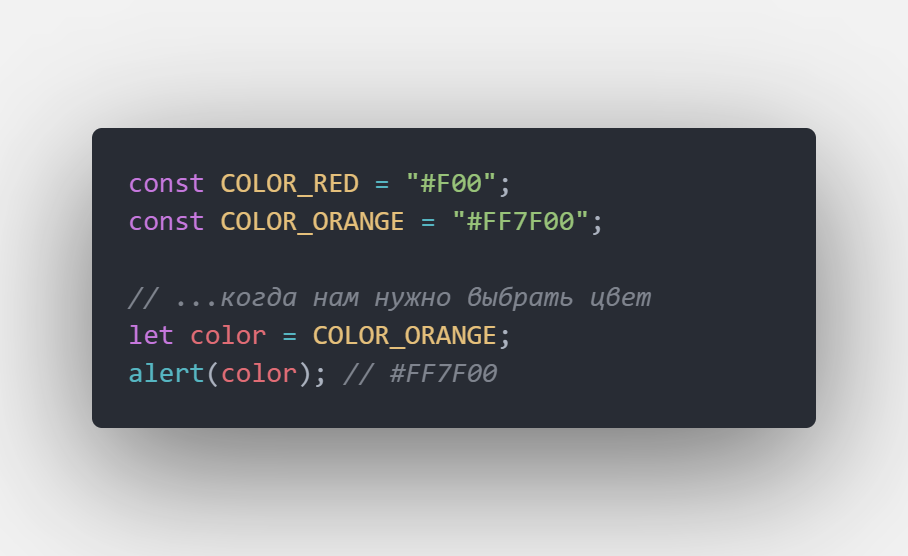 const COLOR_RED = "#F00";
const COLOR_ORANGE = "#FF7F00";
// ...когда нам нужно выбрать цвет
let color = COLOR_ORANGE;
alert(color); // #FF7F00